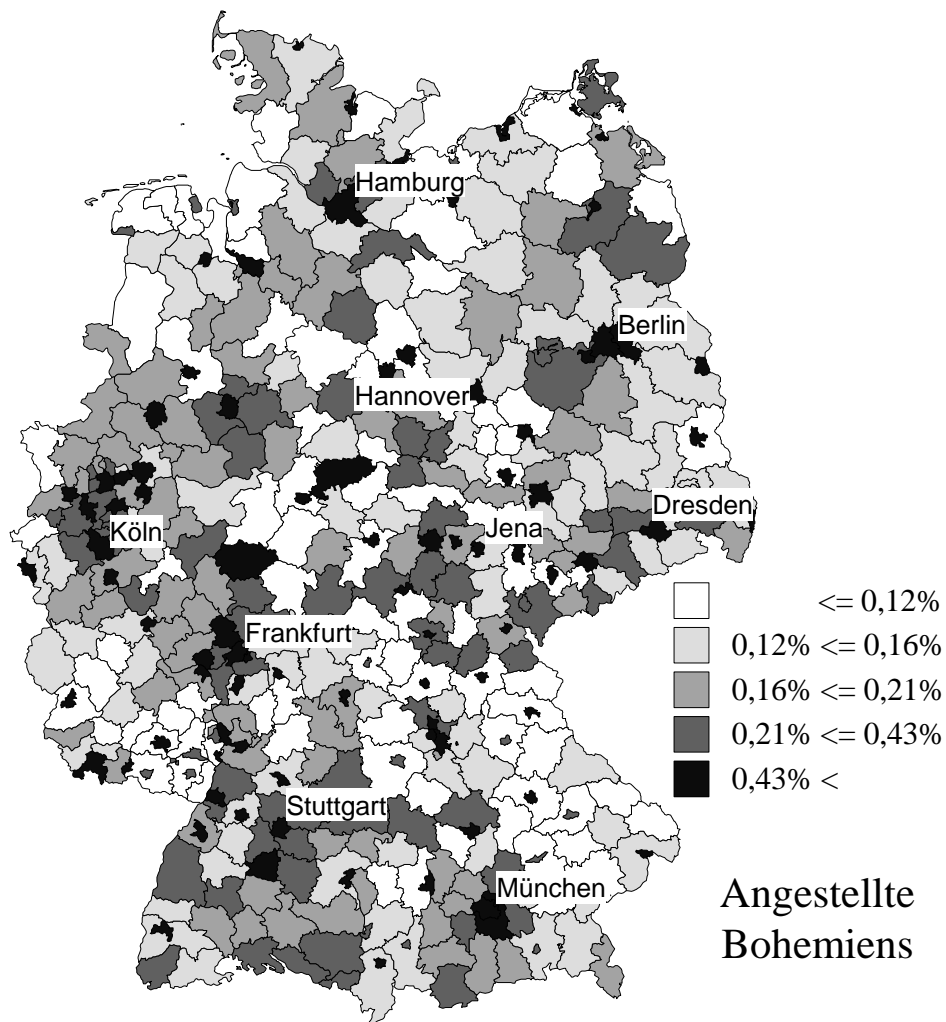 Hamburg
Berlin
Hannover
Dresden
Jena
Köln
Frankfurt
Stuttgart
München
<= 0,12%
0,12% <= 0,16%
0,16% <= 0,21%
0,21% <= 0,43%
0,43% <
Angestellte
Bohemiens